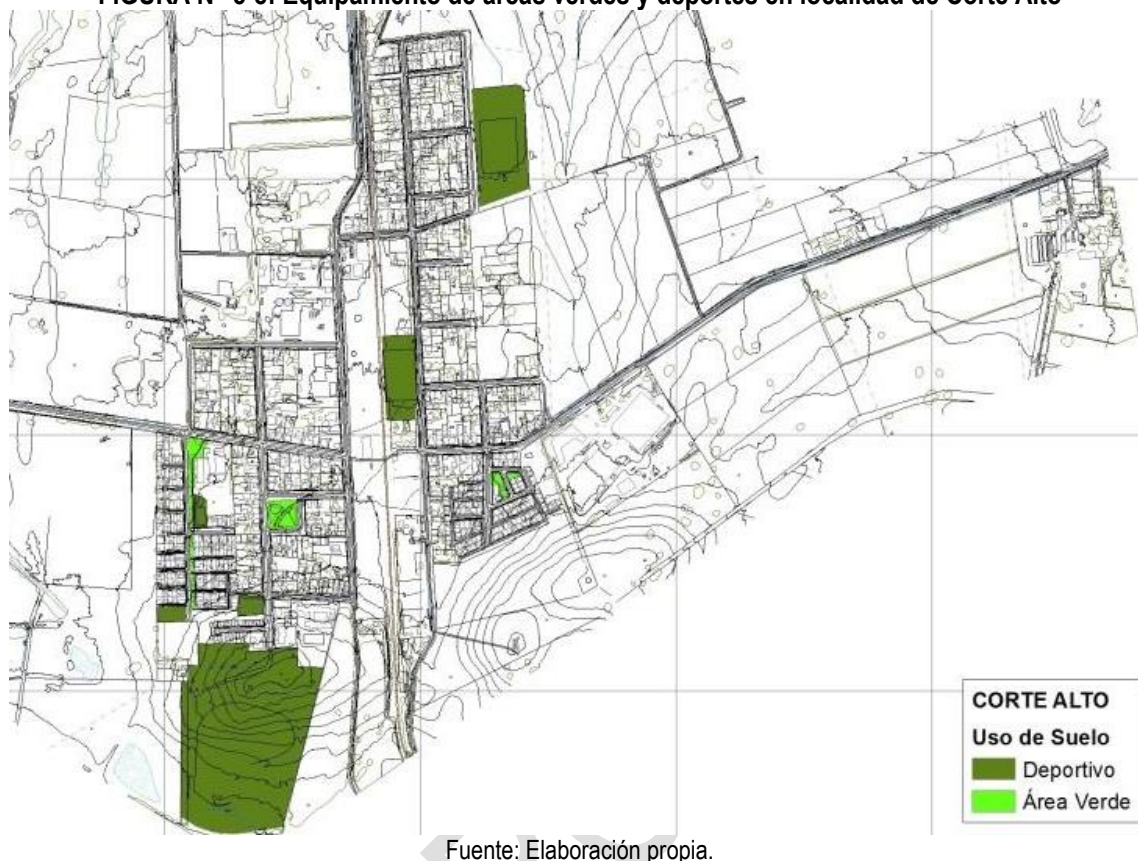 Equipamiento de áreas verdes y deportes en localidad de Corte Alto
CORTE ALTO
Uso de Suelo
Deportivo
Área Verde
Fuente: Elaboración propia.